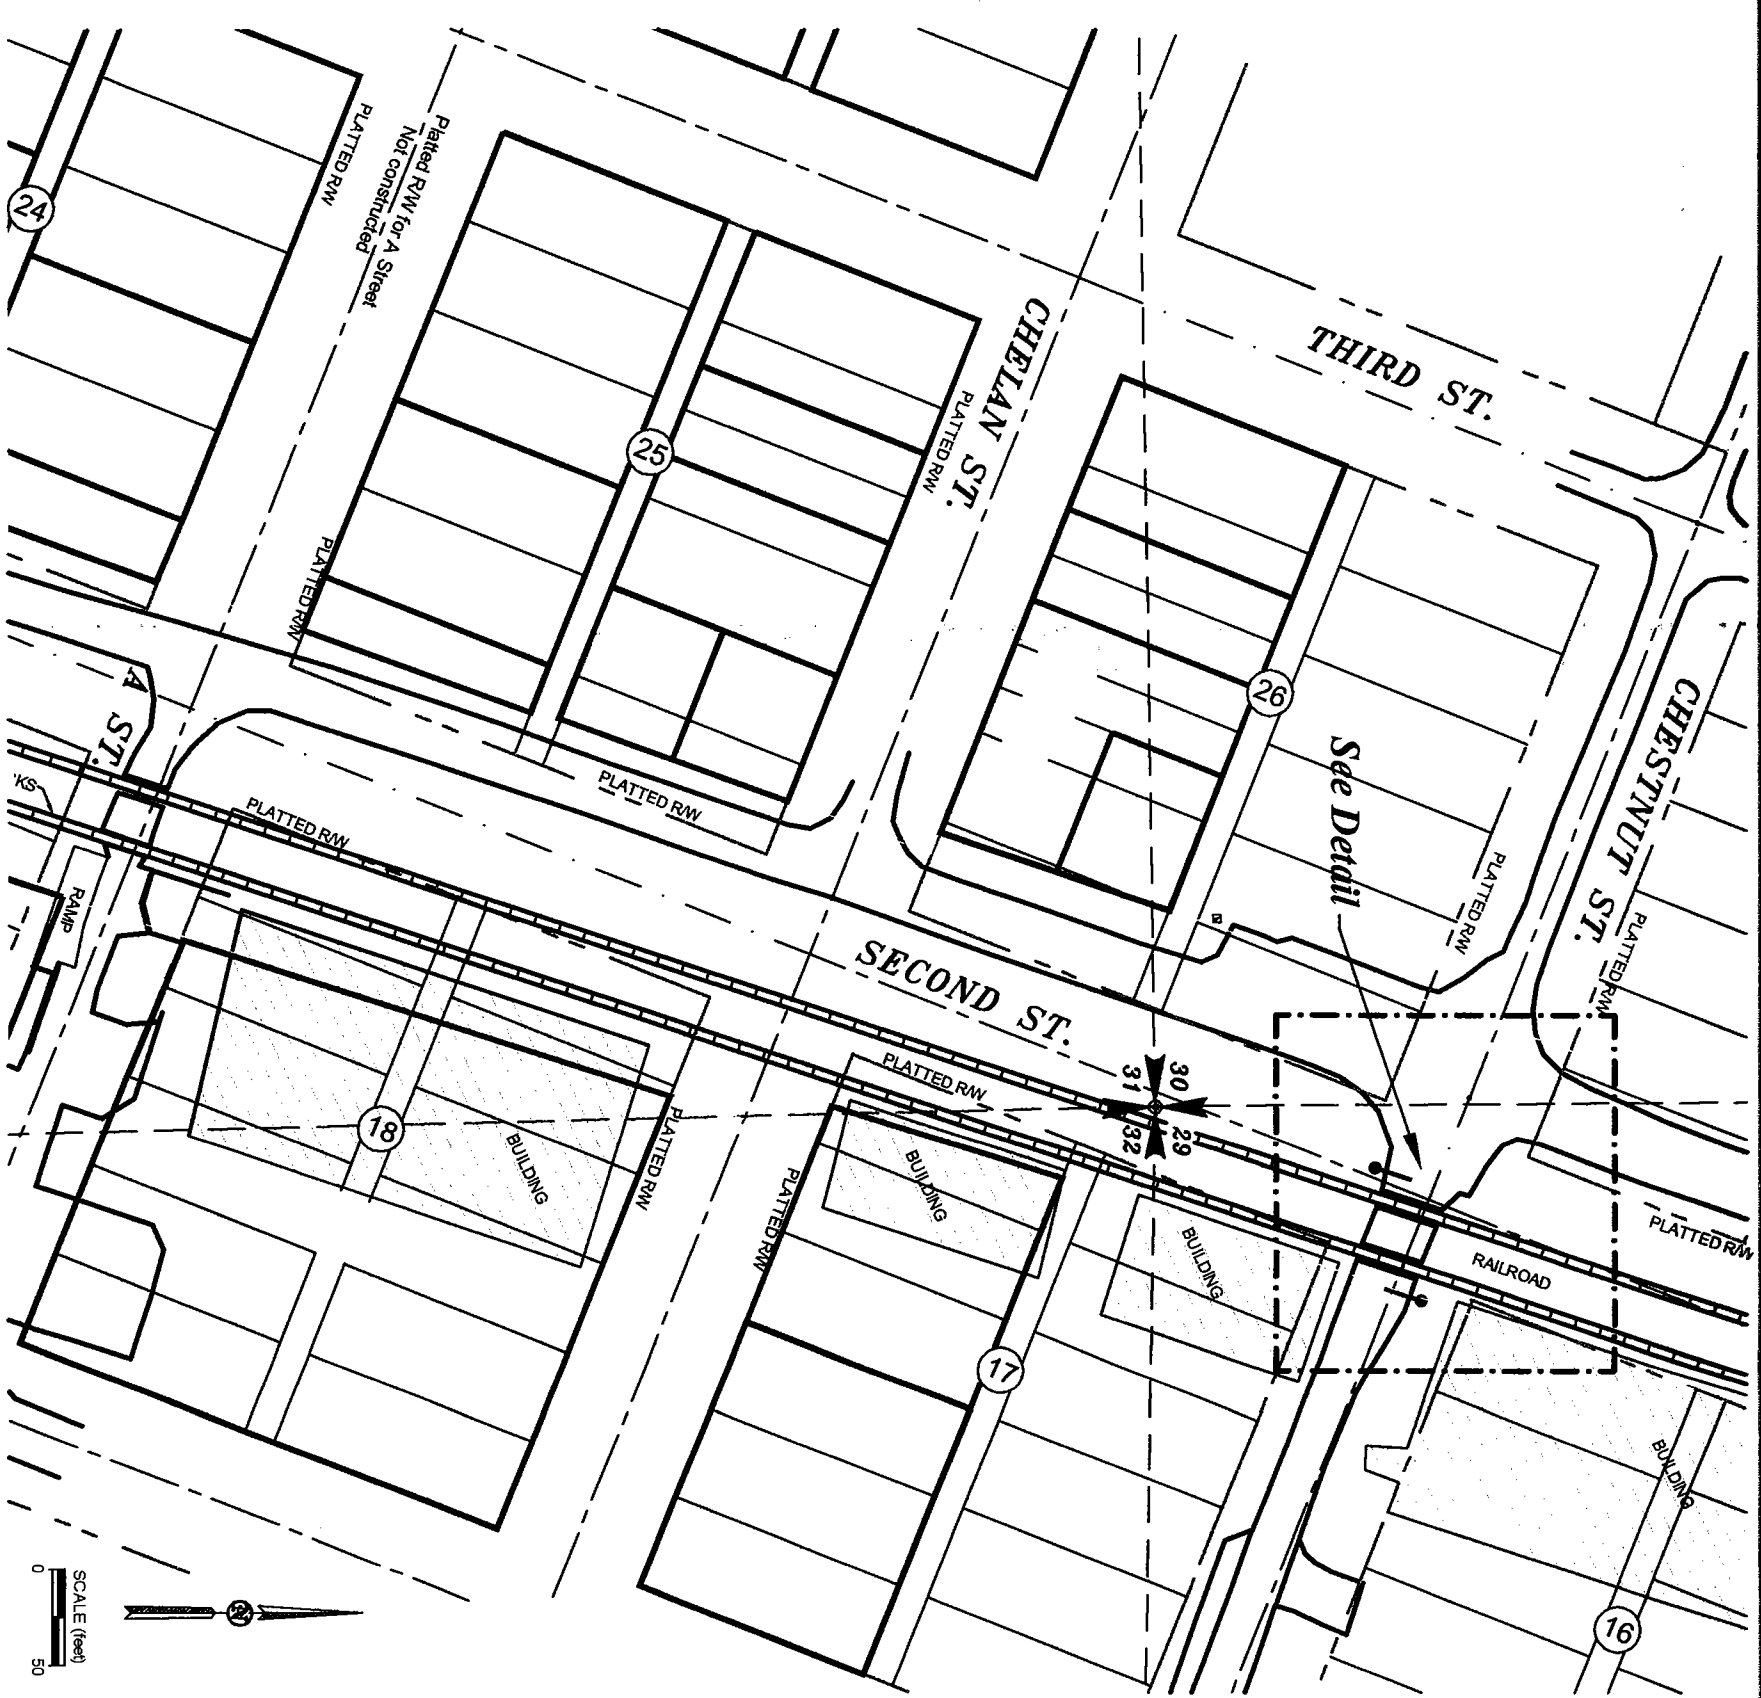 PLATTED R/W
Platted R/W for A Street
Not constructed
24
CHELAN ST.
PLATTED R/W
THIRD ST.
25
PLATTED R/W
26
See Detail
CHESTNUT ST.
PLATTED R/W
PLATTED R/W
A ST.
'KS
PLATTED R/W
PLATTED R/W
RAMP
SECOND ST.
PLATTED R/W
30
31
29
32
18
BUILDING
PLATTED R/W
PLATTED R/W
BUILDING
BUILDING
RAILROAD
PLATTED R/W
17
BUILDING
16
SCALE (feet)
0
50